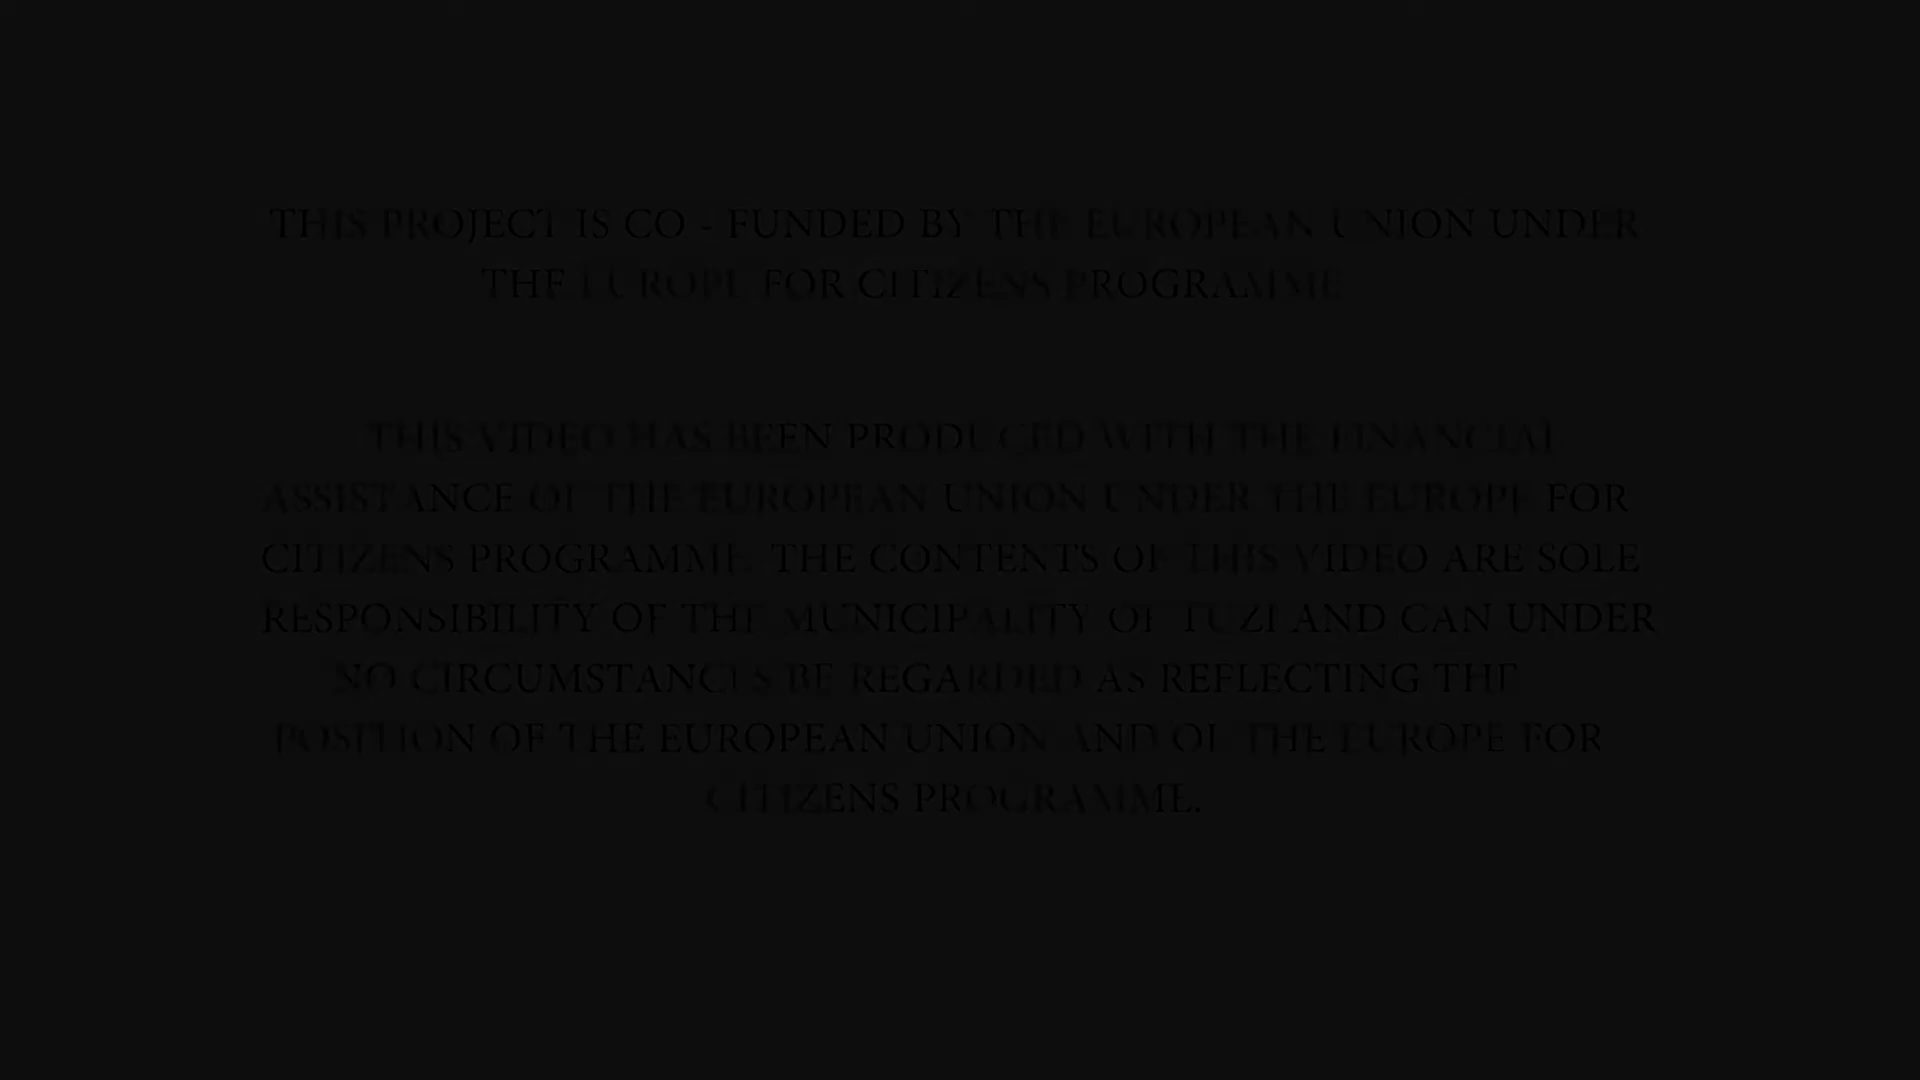 THIS PROJECT IS CO - FUNDED BY THE EUROPEAN UNION UNDER
THE EUROPE FOR CITIZENS PROGRAMME
THIS VIDEO HAS BEEN PRODUCED WITH THE FINANCIAL
ASSISTANCE OF THE EUROPEAN UNION UNDER THE EUROPE FOR
CITIZENS PROGRAMME. THE CONTENTS OF THIS VIDEO ARE SOLE
RESPONSIBILITY OF THE MUNICIPALITY OF TUZI AND CAN UNDER
NO CIRCUMSTANCES BE REGARDED AS REFLECTING THE
POSITION OF THE EUROPEAN UNION AND OF THE EUROPE FOR
CITIZENS PROGRAMME.